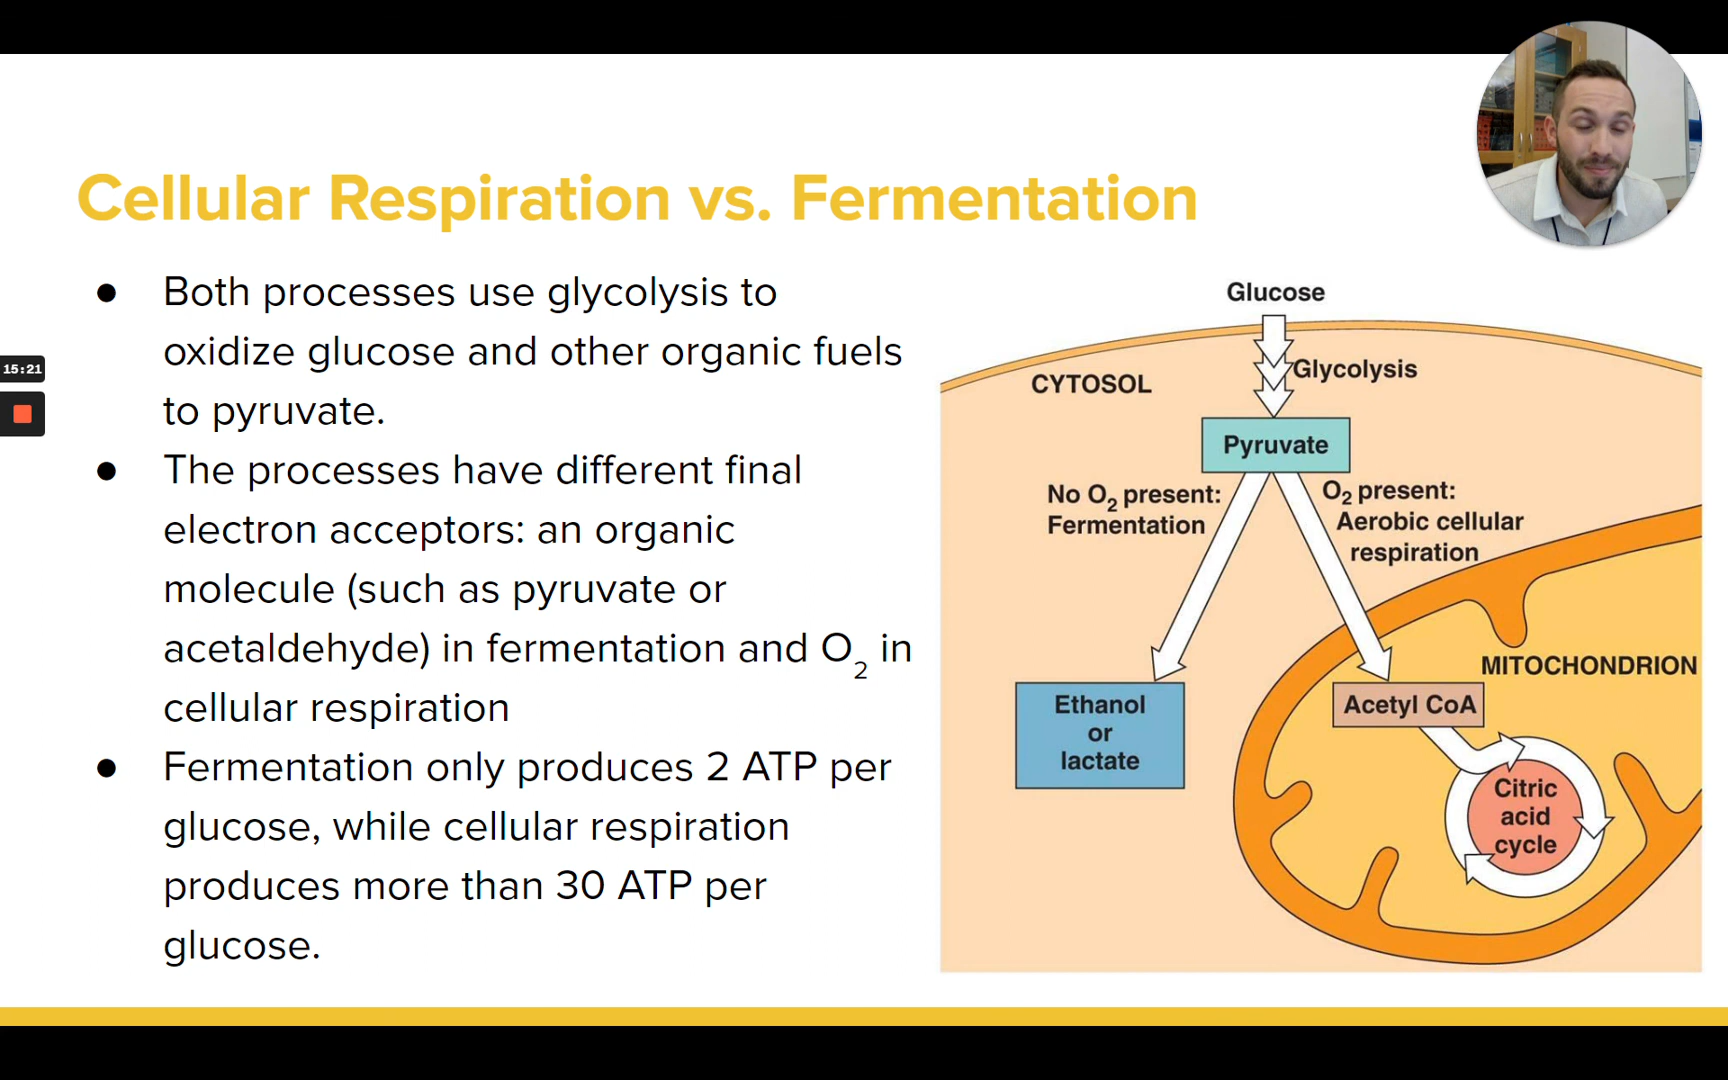 Cellular Respiration vs. Fermentation
● Both processes use glycolysis to
oxidize glucose and other organic fuels
to pyruvate.
● The processes have different final
electron acceptors: an organic
molecule (such as pyruvate or
acetaldehyde) in fermentation and O₂ in
cellular respiration
● Fermentation only produces 2 ATP per
glucose, while cellular respiration
produces more than 30 ATP per
glucose.
15:21
Glucose
CYTOSOL
Glycolysis
Pyruvate
No O₂ present:
Fermentation
O₂ present:
Aerobic cellular
respiration
MITOCHONDRION
Ethanol
or
lactate
Acetyl CoA
Citric
acid
cycle